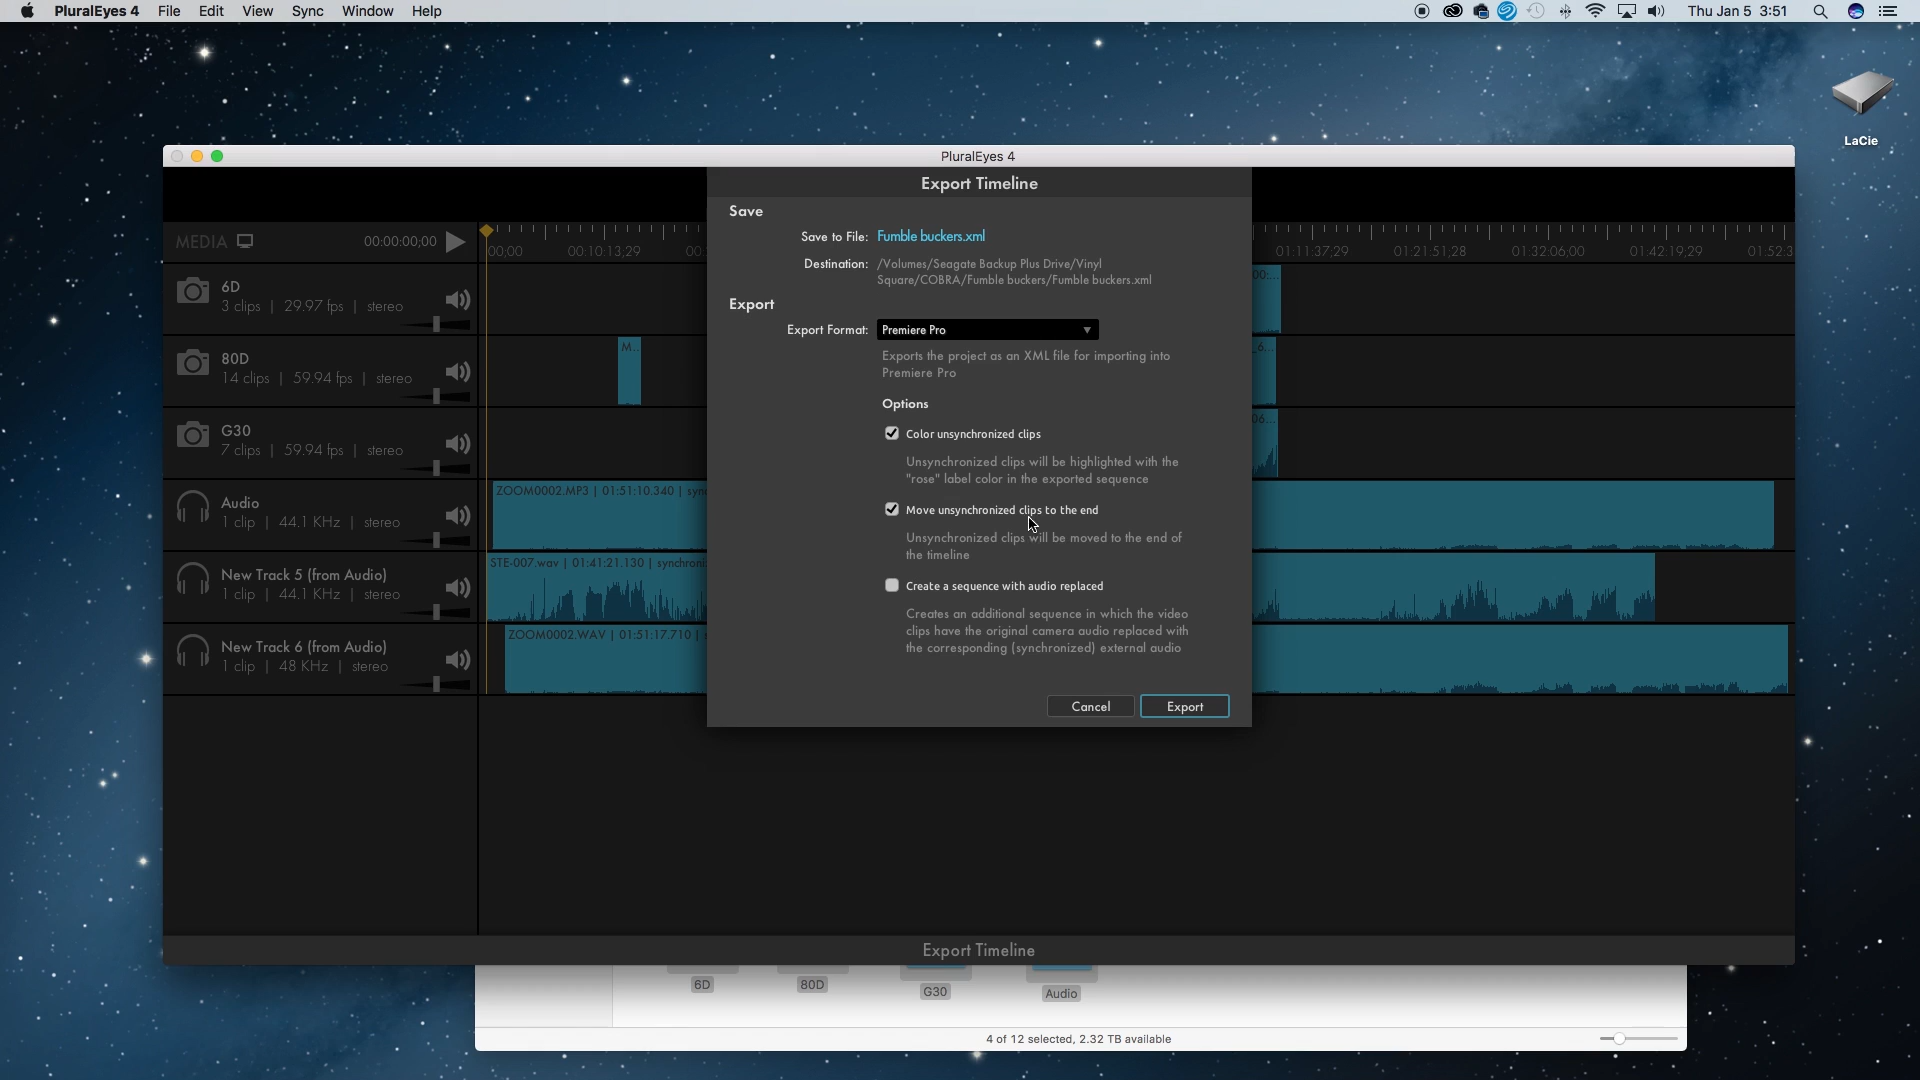 PluralEyes 4 File Edit View Sync Window Help
Thu Jan 5 3:51
LaCie
PluralEyes 4
Export Timeline
Save
Save to File: Fumble buckers.xml
Destination: /Volumes/Seagate Backup Plus Drive/Vinyl
Square/COBRA/Fumble buckers/Fumble buckers.xml
Export
Export Format: Premiere Pro
Exports the project as an XML file for importing into
Premiere Pro
Options
Color unsynchronized clips
Unsynchronized clips will be highlighted with the
"rose" label color in the exported sequence
Move unsynchronized clips to the end
Unsynchronized clips will be moved to the end of
the timeline
Create a sequence with audio replaced
Creates an additional sequence in which the video
clips have the original camera audio replaced with
the corresponding (synchronized) external audio
Cancel Export
MEDIA 00:00:00;00
00;00 00:10:13;29 00: 01:11:37;29 01:21:51;28 01:32:06;00 01:42:19;29 01:52:3
6D
3 clips | 29.97 fps | stereo
00:...
80D
14 clips | 59.94 fps | stereo
M.. _6...
G30
7 clips | 59.94 fps | stereo
06...
Audio
1 clip | 44.1 KHz | stereo
ZOOM0002.MP3 | 01:51:10.340 | syn
New Track 5 (from Audio)
1 clip | 44.1 KHz | stereo
STE-007.wav | 01:41:21.130 | synchroni
New Track 6 (from Audio)
1 clip | 48 KHz | stereo
ZOOM0002.WAV | 01:51:17.710 |
Export Timeline
6D 80D G30 Audio
4 of 12 selected, 2.32 TB available